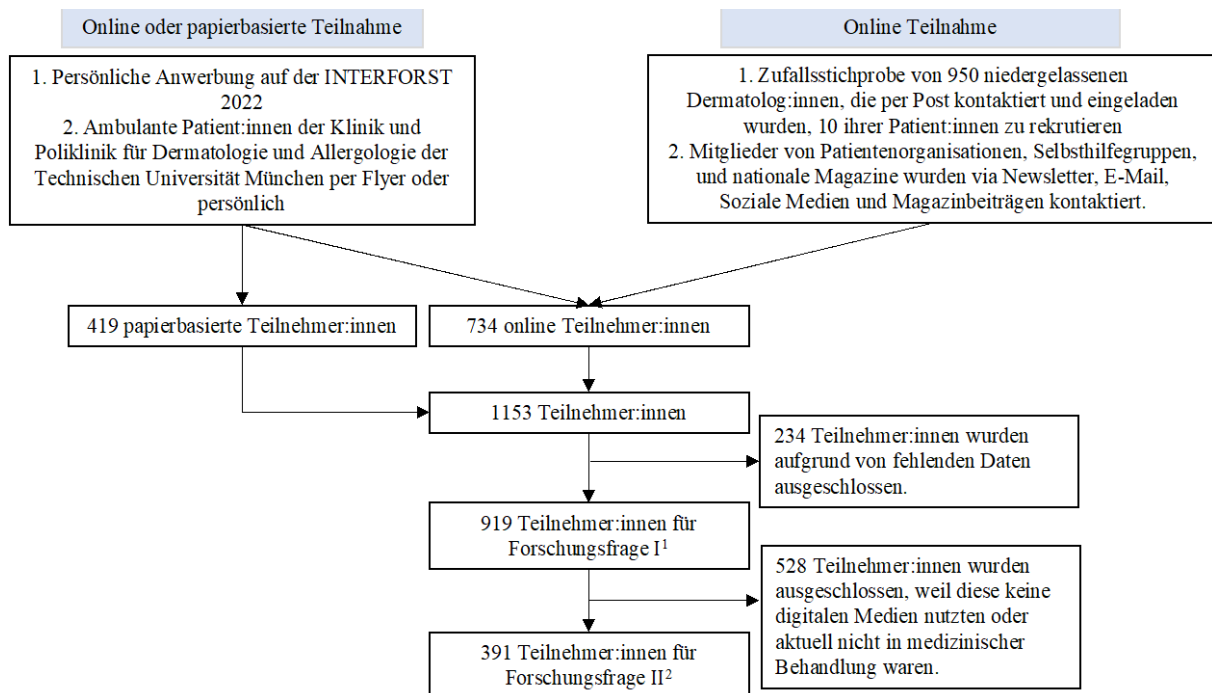 Online oder papierbasierte Teilnahme
Online Teilnahme
1. Persönliche Anwerbung auf der INTERFORST
2022
2. Ambulante Patient:innen der Klinik und
Poliklinik für Dermatologie und Allergologie der
Technischen Universität München per Flyer oder
persönlich
1. Zufallsstichprobe von 950 niedergelassenen
Dermatolog:innen, die per Post kontaktiert und eingeladen
wurden, 10 ihrer Patient:innen zu rekrutieren
2. Mitglieder von Patientenorganisationen, Selbsthilfegruppen,
und nationale Magazine wurden via Newsletter, E-Mail,
Soziale Medien und Magazinbeiträgen kontaktiert.
419 papierbasierte Teilnehmer:innen
734 online Teilnehmer:innen
1153 Teilnehmer:innen
234 Teilnehmer:innen wurden
aufgrund von fehlenden Daten
ausgeschlossen.
919 Teilnehmer:innen für
Forschungsfrage I¹
528 Teilnehmer:innen wurden
ausgeschlossen, weil diese keine
digitalen Medien nutzten oder
aktuell nicht in medizinischer
Behandlung waren.
391 Teilnehmer:innen für
Forschungsfrage II²